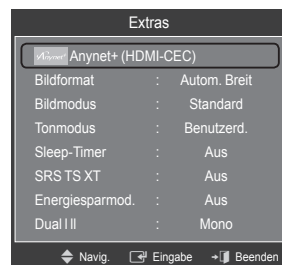 Extras
Anynet+ Anynet+ (HDMI-CEC)
Bildformat : Autom. Breit
Bildmodus : Standard
Tonmodus : Benutzerd.
Sleep-Timer : Aus
SRS TS XT : Aus
Energiesparmod. : Aus
Dual I II : Mono
Navig. Eingabe Beenden